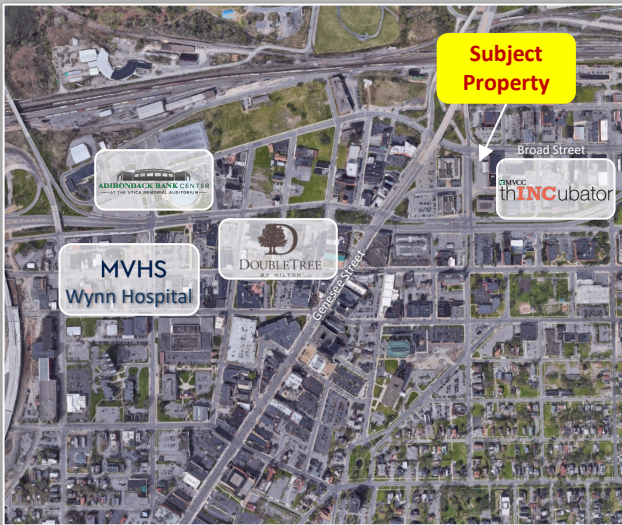 Subject
Property
Broad Street
MVCC
thINCubator
ADIRONDACK BANK CENTER
AT THE UTICA MEMORIAL AUDITORIUM
DOUBLETREE
BY HILTON™
Genesee Street
MVHS
Wynn Hospital